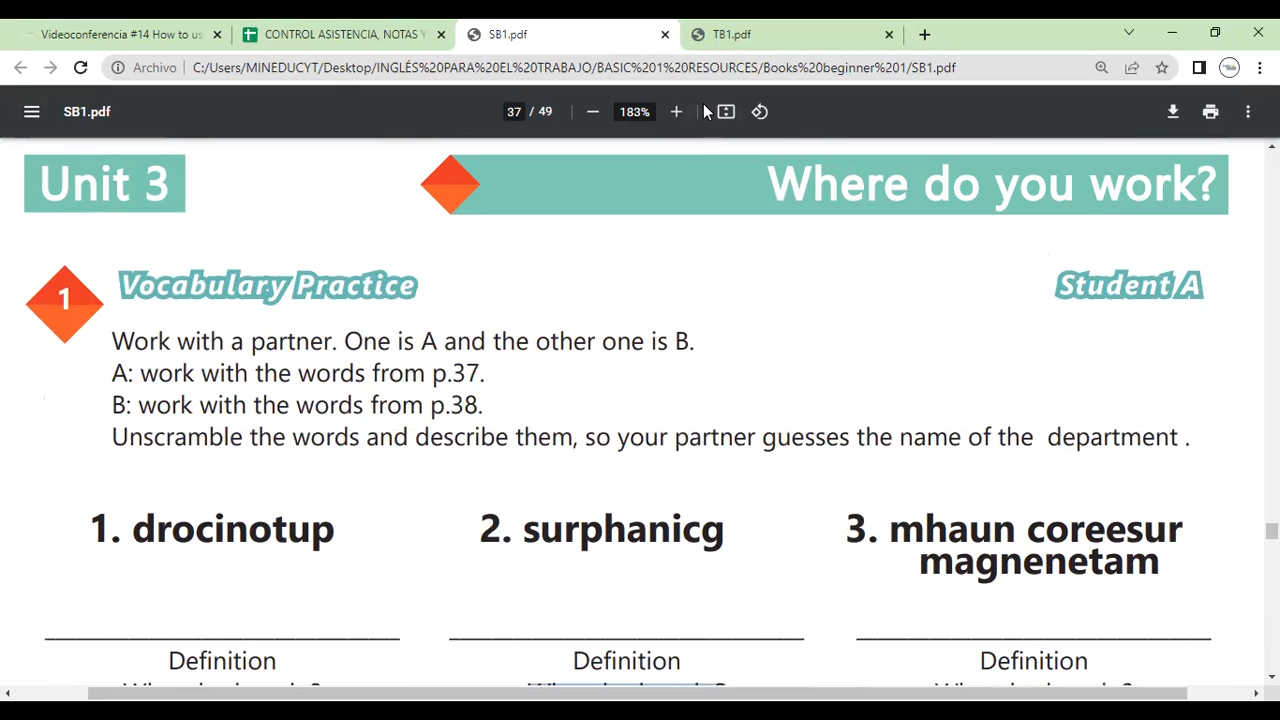 Videoconferencia #14 How to us
CONTROL ASISTENCIA, NOTAS Y
SB1.pdf
TB1.pdf
Archivo
C:/Users/MINEDUCYT/Desktop/INGLÉS%20PARA%20EL%20TRABAJO/BASIC%201%20RESOURCES/Books%20beginner%201/SB1.pdf
SB1.pdf
37 / 49
183%
Unit 3
Where do you work?
1
Vocabulary Practice
Student A
Work with a partner. One is A and the other one is B.
A: work with the words from p.37.
B: work with the words from p.38.
Unscramble the words and describe them, so your partner guesses the name of the department .
1. drocinotup
2. surphanicg
3. mhaun coreesur
magnenetam
Definition
Definition
Definition